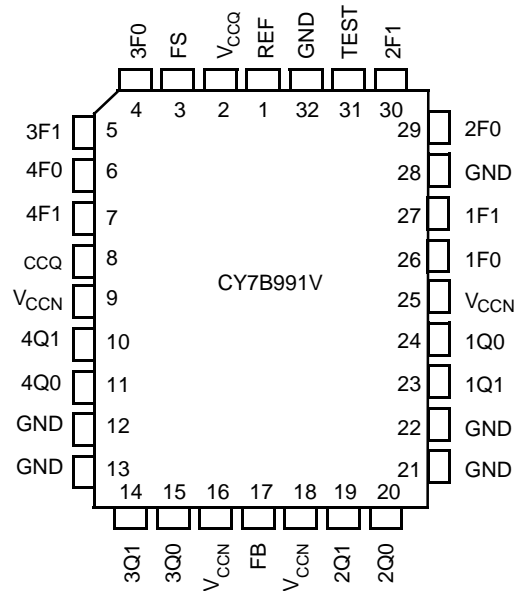 3F0 FS VCCQ REF GND TEST 2F1
4 3 2 1 32 31 30
3F1 5 29 2F0
4F0 6 28 GND
4F1 7 27 1F1
CCQ 8 26 1F0
CY7B991V
VCCN 9 25 VCCN
4Q1 10 24 1Q0
4Q0 11 23 1Q1
GND 12 22 GND
GND 13 21 GND
14 15 16 17 18 19 20
3Q1 3Q0 VCCN FB VCCN 2Q1 2Q0